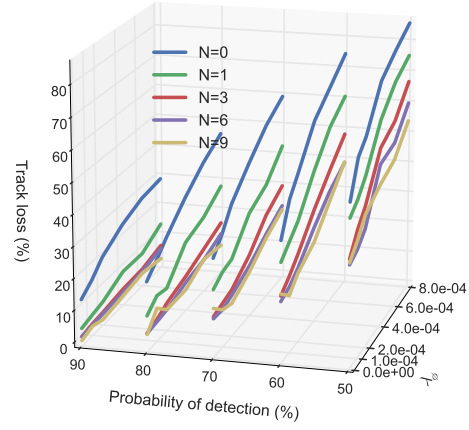 N=0
N=1
N=3
N=6
N=9
Track loss (%)
80
70
60
50
40
30
20
10
0
90
80
70
60
50
Probability of detection (%)
8.0e-04
6.0e-04
4.0e-04
2.0e-04
1.0e-04
0.0e+00
λφ